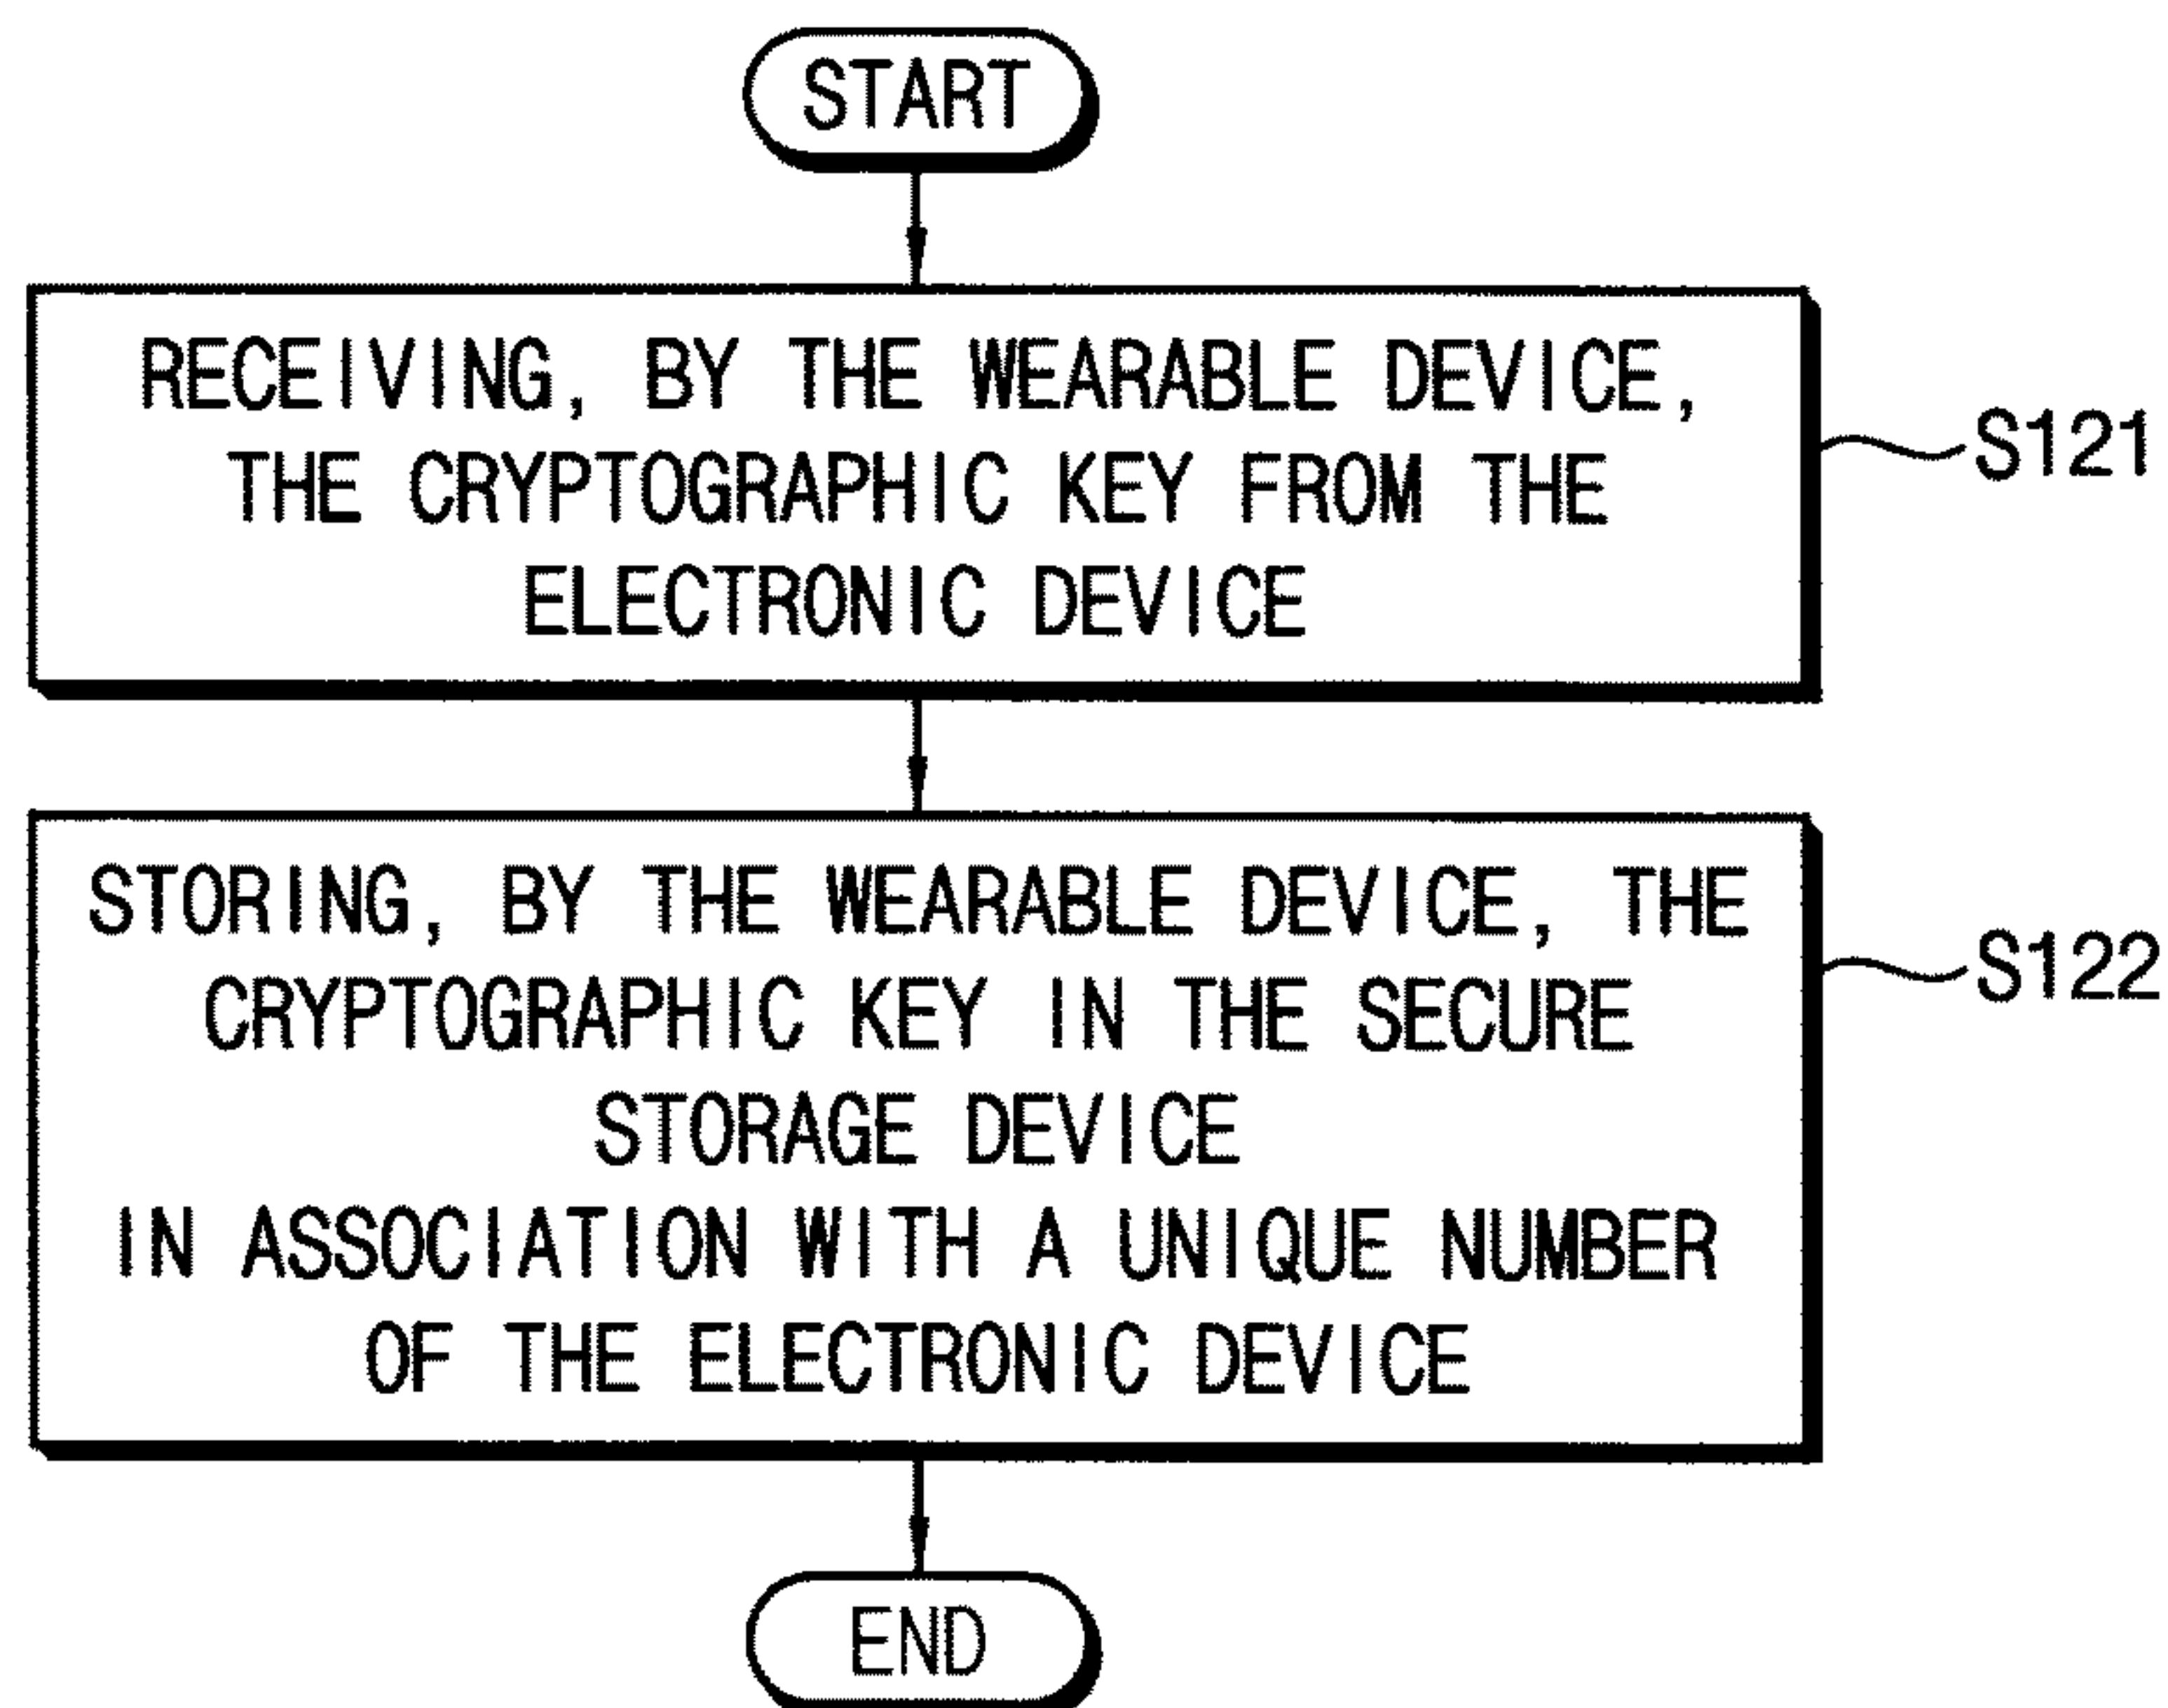 START
RECEIVING, BY THE WEARABLE DEVICE,
THE CRYPTOGRAPHIC KEY FROM THE
ELECTRONIC DEVICE
S121
STORING, BY THE WEARABLE DEVICE, THE
CRYPTOGRAPHIC KEY IN THE SECURE
STORAGE DEVICE
IN ASSOCIATION WITH A UNIQUE NUMBER
OF THE ELECTRONIC DEVICE
S122
END